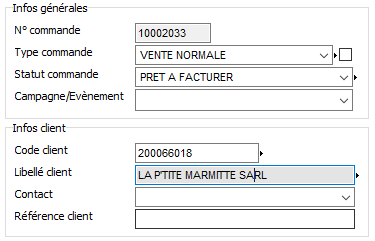 Infos générales
N° commande 10002033
Type commande VENTE NORMALE
Statut commande PRET A FACTURER
Campagne/Evènement
Infos client
Code client 200066018
Libellé client LA P'TITE MARMITTE SARL
Contact
Référence client